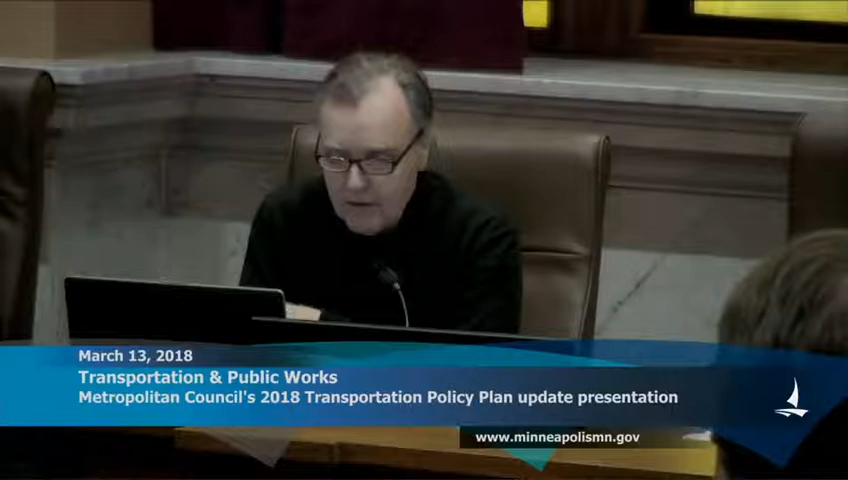 March 13, 2018
Transportation & Public Works
Metropolitan Council's 2018 Transportation Policy Plan update presentation
www.minneapolismn.gov